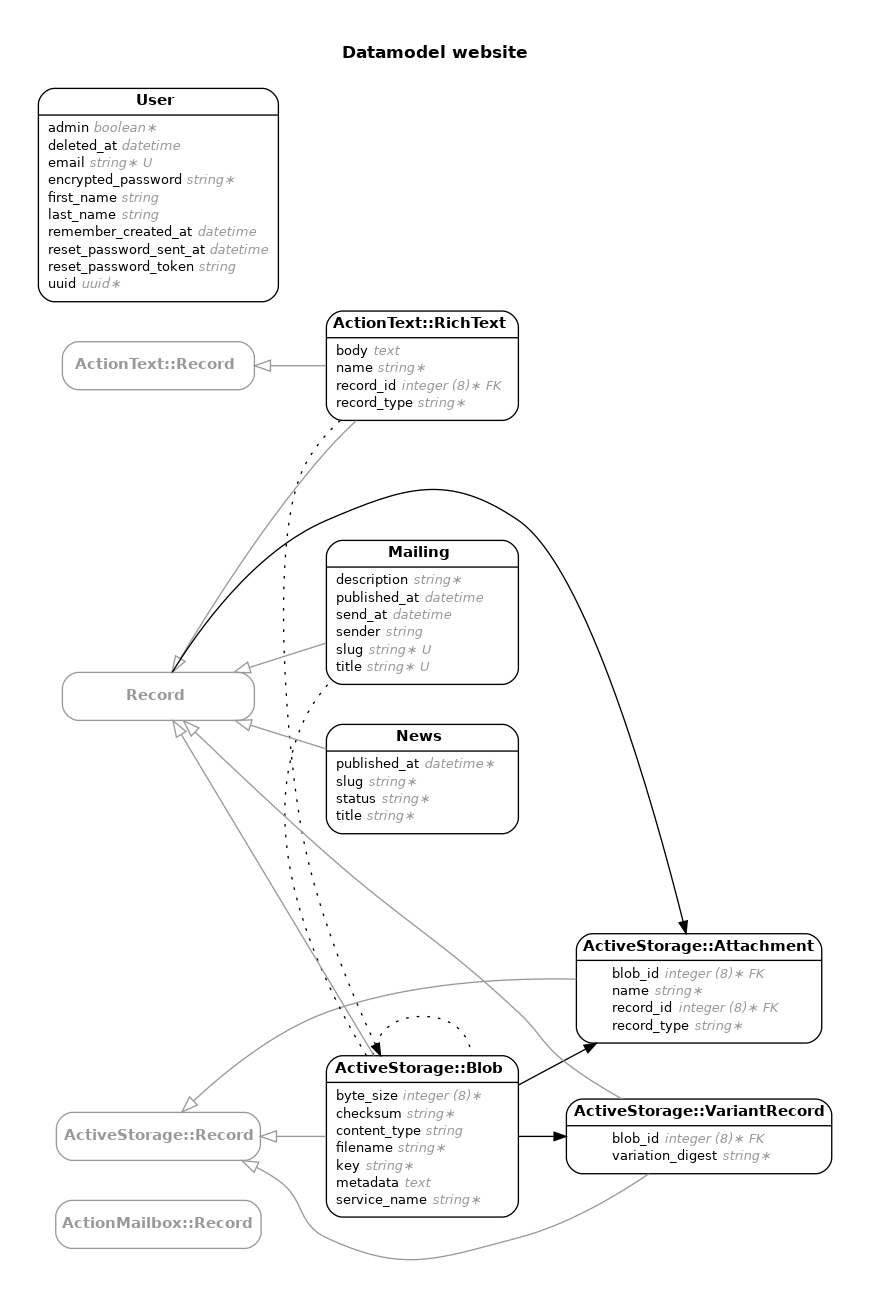 Datamodel website
User
admin boolean∗
deleted_at datetime
email string∗ U
encrypted_password string∗
first_name string
last_name string
remember_created_at datetime
reset_password_sent_at datetime
reset_password_token string
uuid uuid∗
ActionText::RichText
body text
name string∗
record_id integer (8)∗ FK
record_type string∗
ActionText::Record
Mailing
description string∗
published_at datetime
send_at datetime
sender string
slug string∗ U
title string∗ U
Record
News
published_at datetime∗
slug string∗
status string∗
title string∗
ActiveStorage::Attachment
blob_id integer (8)∗ FK
name string∗
record_id integer (8)∗ FK
record_type string∗
ActiveStorage::Blob
byte_size integer (8)∗
checksum string∗
content_type string
filename string∗
key string∗
metadata text
service_name string∗
ActiveStorage::VariantRecord
blob_id integer (8)∗ FK
variation_digest string∗
ActiveStorage::Record
ActionMailbox::Record